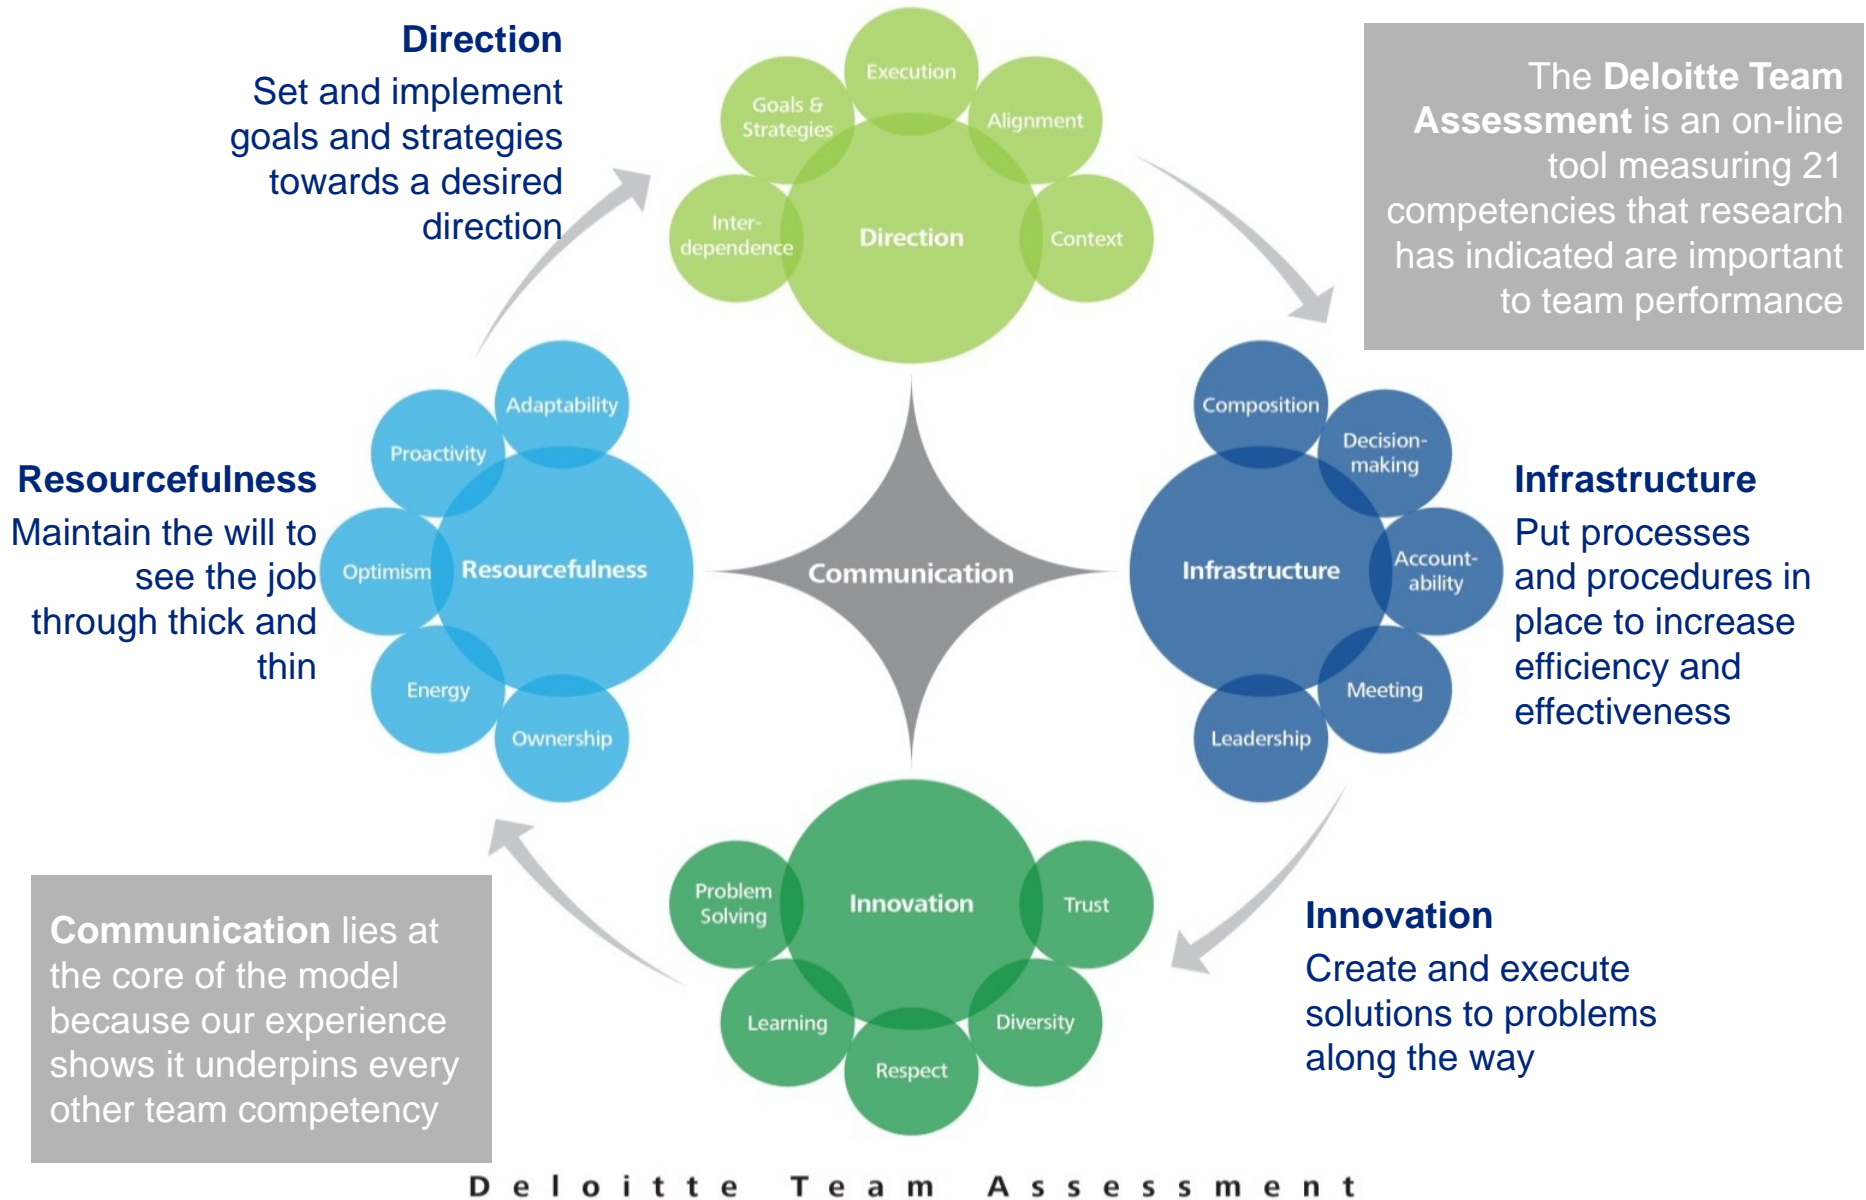 Direction
Set and implement
goals and strategies
towards a desired
direction
Execution
Goals &
Strategies
Alignment
Inter-
dependence
Direction
Context
The Deloitte Team
Assessment is an on-line
tool measuring 21
competencies that research
has indicated are important
to team performance
Adaptability
Proactivity
Optimism
Resourcefulness
Energy
Ownership
Resourcefulness
Maintain the will to
see the job
through thick and
thin
Communication
Composition
Decision-
making
Infrastructure
Account-
ability
Meeting
Leadership
Infrastructure
Put processes
and procedures in
place to increase
efficiency and
effectiveness
Problem
Solving
Innovation
Trust
Learning
Diversity
Respect
Innovation
Create and execute
solutions to problems
along the way
Communication lies at
the core of the model
because our experience
shows it underpins every
other team competency
Deloitte Team Assessment